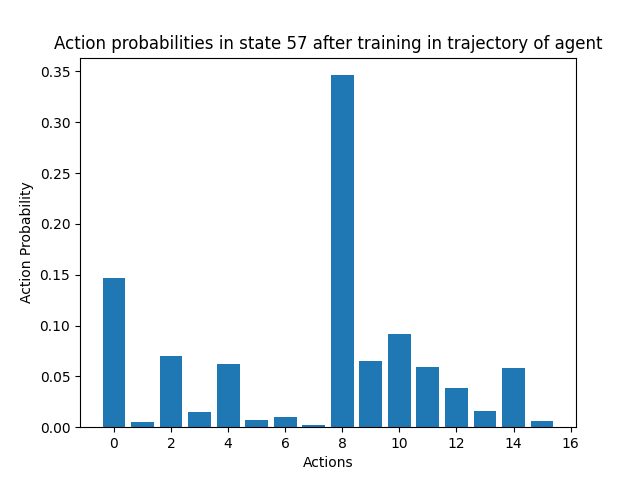 Action probabilities in state 57 after training in trajectory of agent
0.35
0.30
0.25
0.20
0.15
0.10
0.05
0.00
Action Probability
0 2 4 6 8 10 12 14 16
Actions